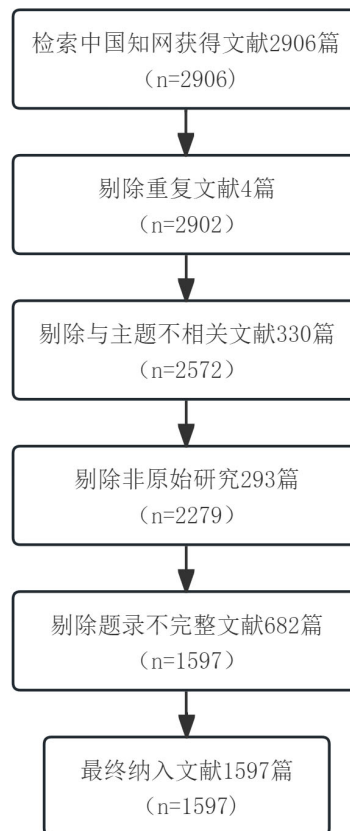 检索中国知网获得文献2906篇
（n=2906)
剔除重复文献4篇
（n=2902）
剔除与主题不相关文献330篇
（n=2572）
剔除非原始研究293篇
（n=2279）
剔除题录不完整文献682篇
（n=1597）
最终纳入文献1597篇
（n=1597)